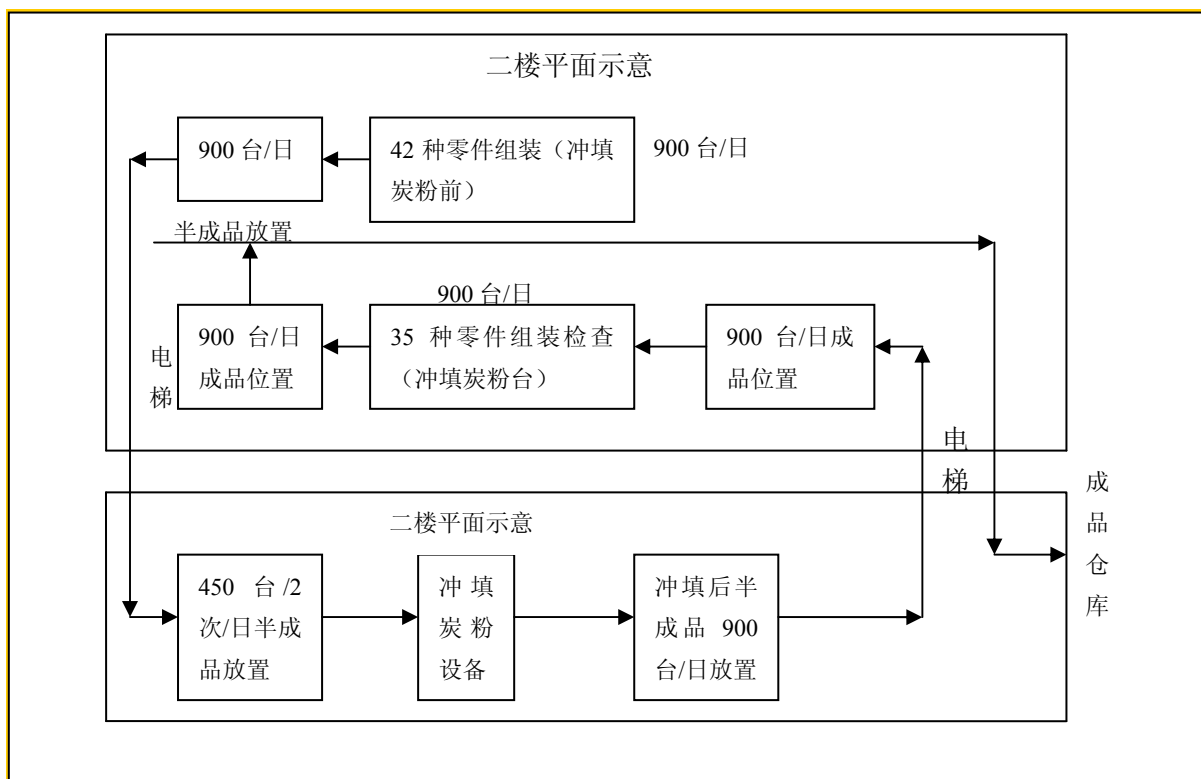 二楼平面示意
900 台/日
42 种零件组装（冲填
炭粉前）
900 台/日
半成品放置
900 台/日
900 台/日
成品位置
35 种零件组装检查
（冲填炭粉台）
900 台/日成
品位置
电
梯
电
梯
成
品
仓
库
二楼平面示意
450 台/2
次/日半成
品放置
冲填
炭粉
设备
冲填后半
成品 900
台/日放置